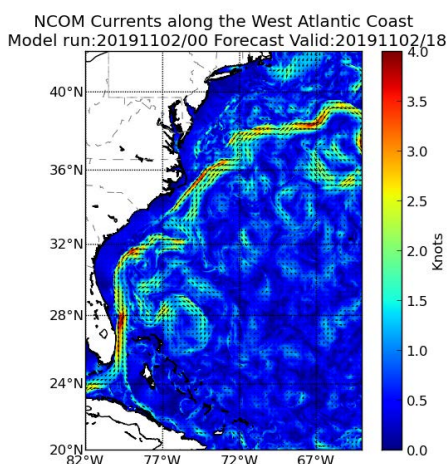 NCOM Currents along the West Atlantic Coast
Model run:20191102/00 Forecast Valid:20191102/18
40°N
36°N
32°N
28°N
24°N
20°N
82°W 77°W 72°W 67°W
4.0
3.5
3.0
2.5
2.0
1.5
1.0
0.5
0.0
Knots